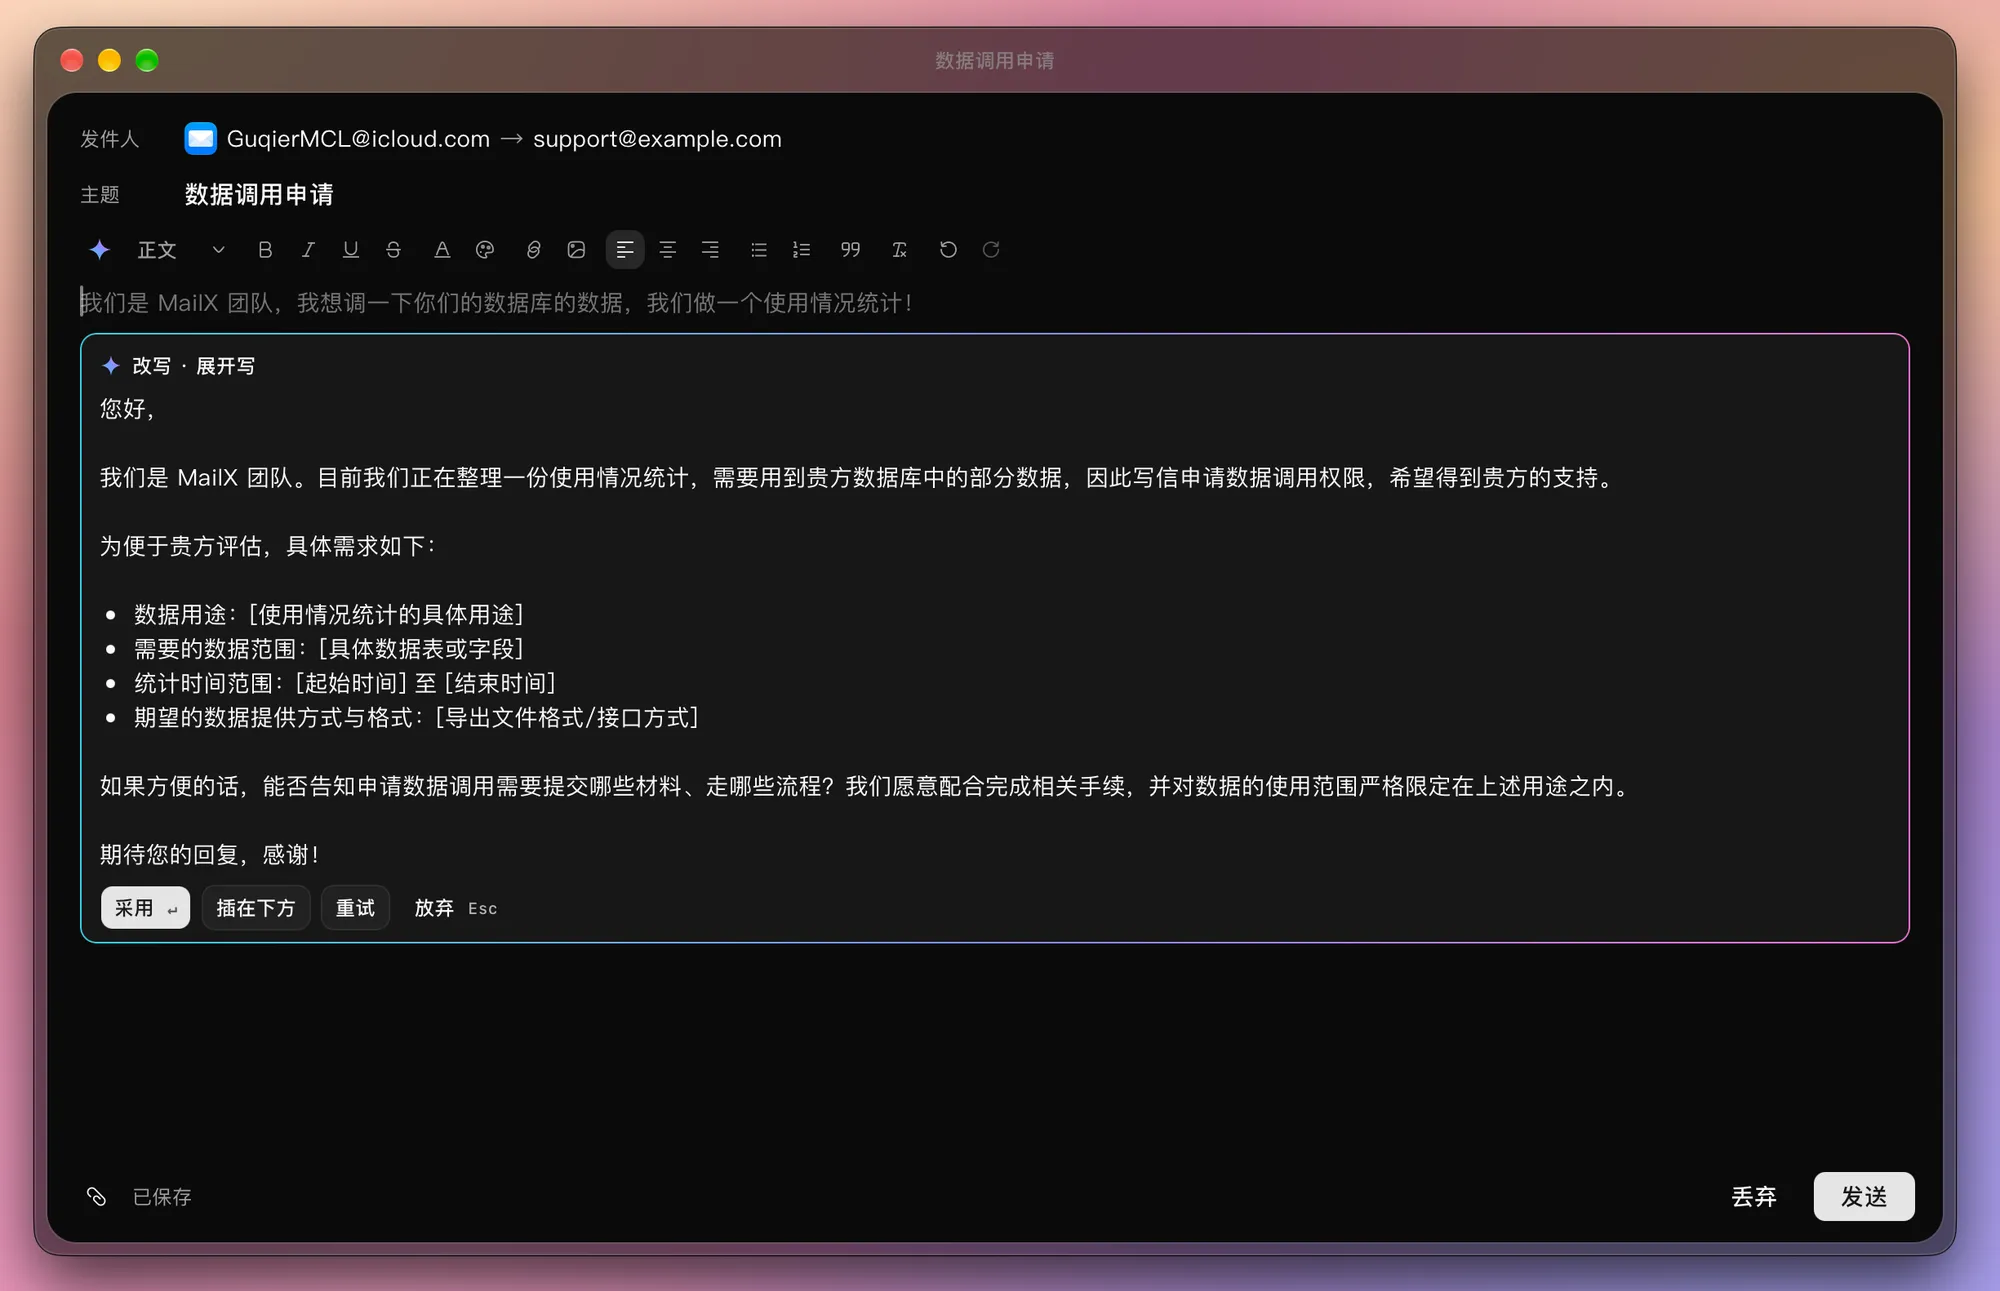 数据调用申请
发件人 GuqierMCL@icloud.com → support@example.com
主题 数据调用申请
正文
我们是 MailX 团队，我想调一下你们的数据库的数据，我们做一个使用情况统计！
改写 · 展开写
您好，
我们是 MailX 团队。目前我们正在整理一份使用情况统计，需要用到贵方数据库中的部分数据，因此写信申请数据调用权限，希望得到贵方的支持。
为便于贵方评估，具体需求如下：
• 数据用途：[使用情况统计的具体用途]
• 需要的数据范围：[具体数据表或字段]
• 统计时间范围：[起始时间] 至 [结束时间]
• 期望的数据提供方式与格式：[导出文件格式/接口方式]
如果方便的话，能否告知申请数据调用需要提交哪些材料、走哪些流程？我们愿意配合完成相关手续，并对数据的使用范围严格限定在上述用途之内。
期待您的回复，感谢！
采用 ↵ 插在下方 重试 放弃 Esc
已保存 丢弃 发送